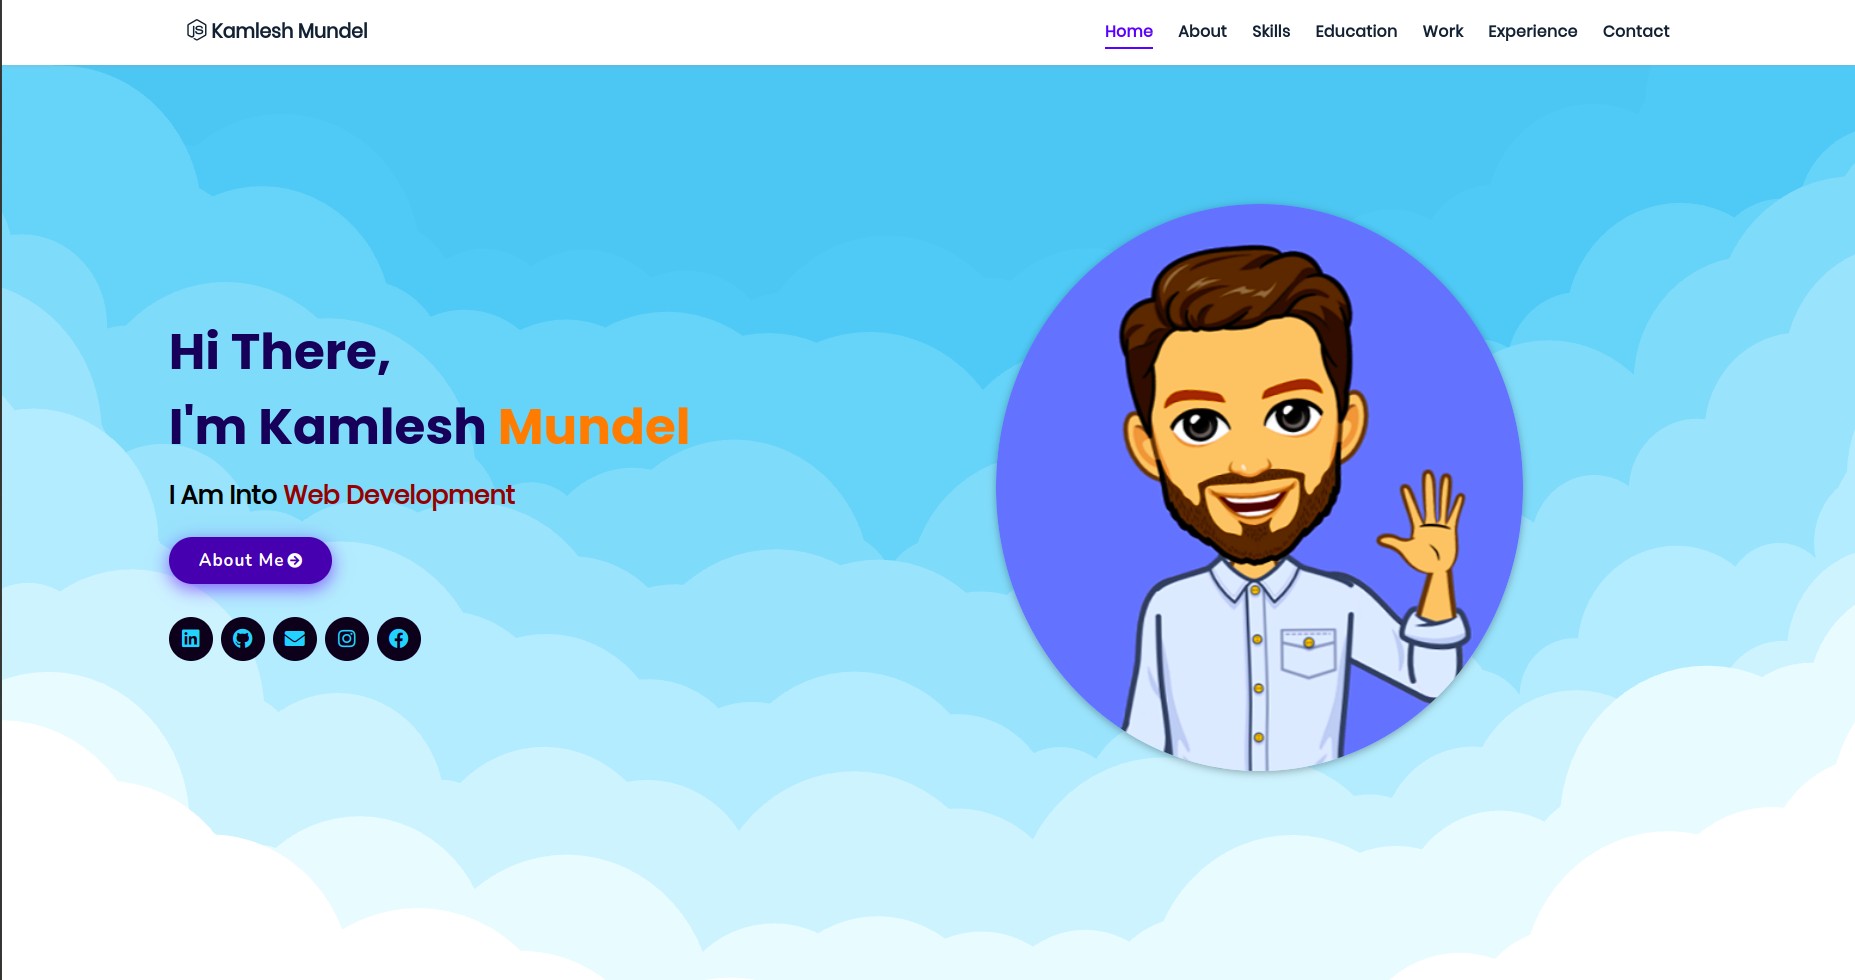 Kamlesh Mundel
Home About Skills Education Work Experience Contact
Hi There,
I'm Kamlesh Mundel
I Am Into Web Development
About Me